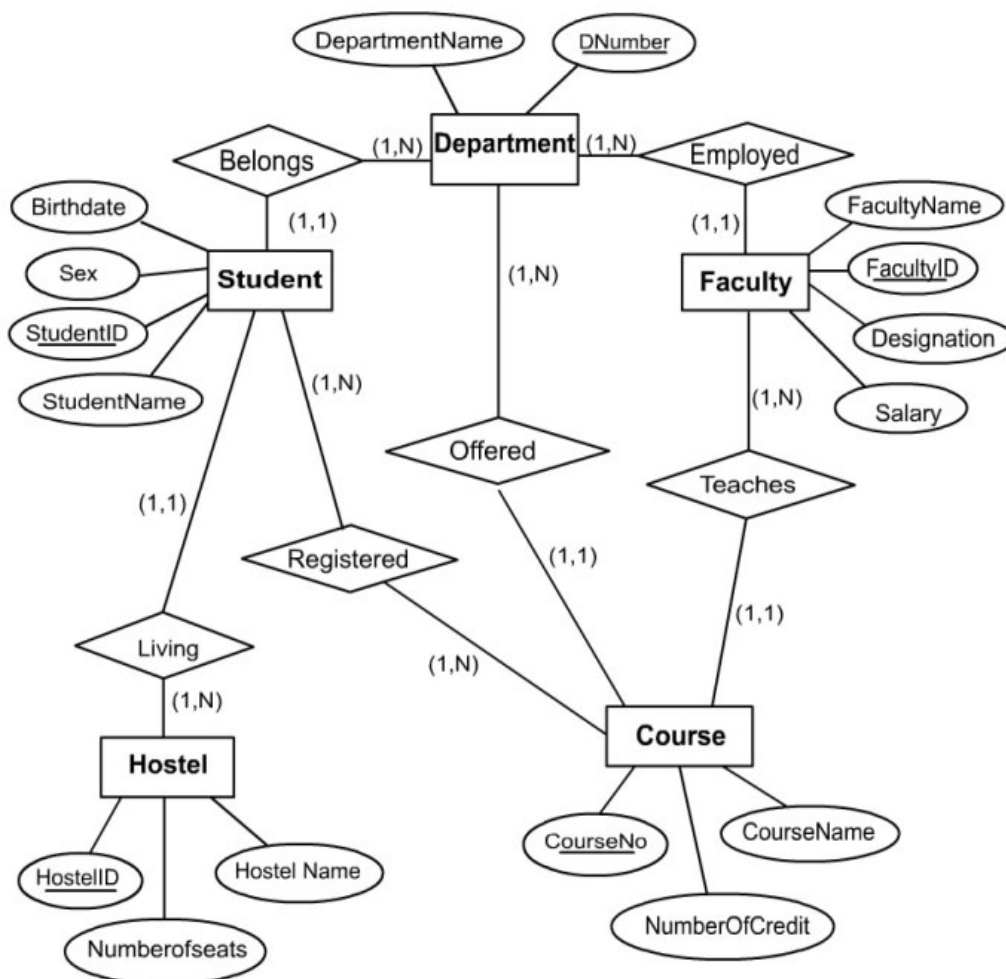 DepartmentName
DNumber
Belongs
(1,N)
Department
(1,N)
Employed
Birthdate
(1,1)
(1,1)
FacultyName
Sex
Student
(1,N)
Faculty
FacultyID
StudentID
Designation
StudentName
(1,N)
(1,N)
Salary
Offered
Teaches
(1,1)
Registered
(1,1)
(1,1)
Living
(1,N)
(1,N)
Hostel
Course
CourseNo
CourseName
HostelID
Hostel Name
NumberOfCredit
Numberofseats